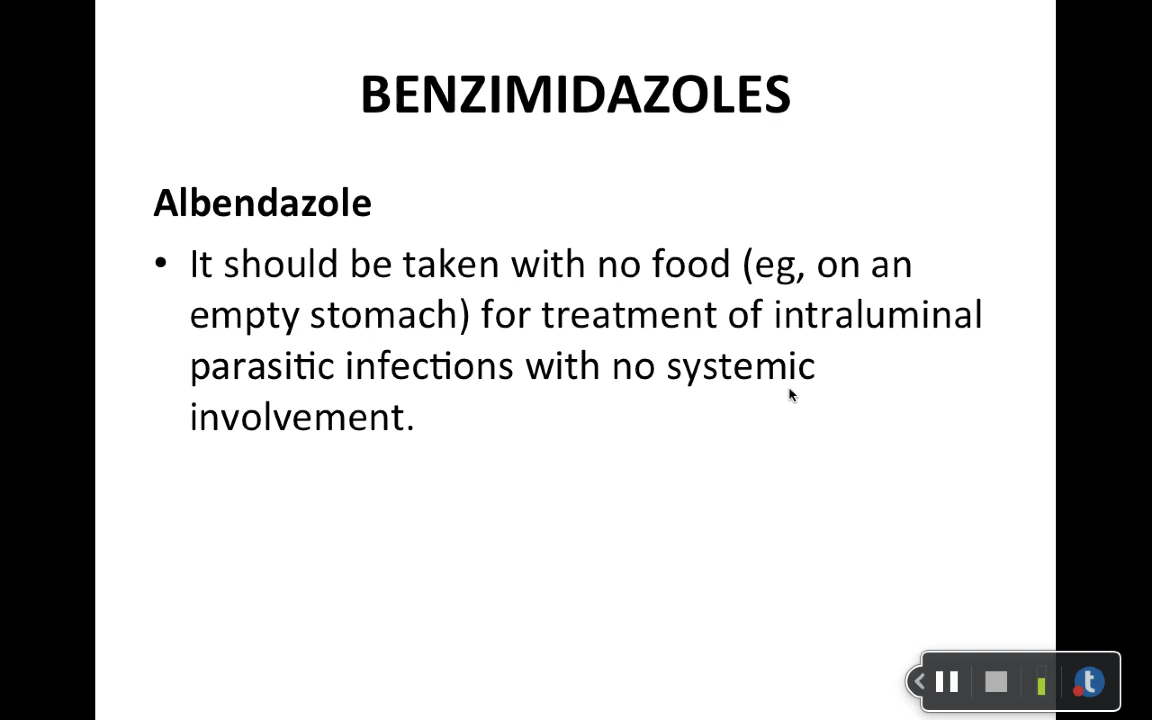 BENZIMIDAZOLES
Albendazole
• It should be taken with no food (eg, on an
empty stomach) for treatment of intraluminal
parasitic infections with no systemic
involvement.
t